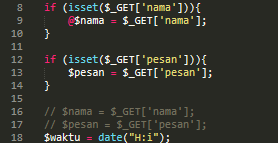 8 if (isset($_GET['nama'])){
9 @$nama = $_GET['nama'];
10 }
11
12 if (isset($_GET['pesan'])){
13 $pesan = $_GET['pesan'];
14 }
15
16 // $nama = $_GET['nama'];
17 // $pesan = $_GET['pesan'];
18 $waktu = date("H:i");